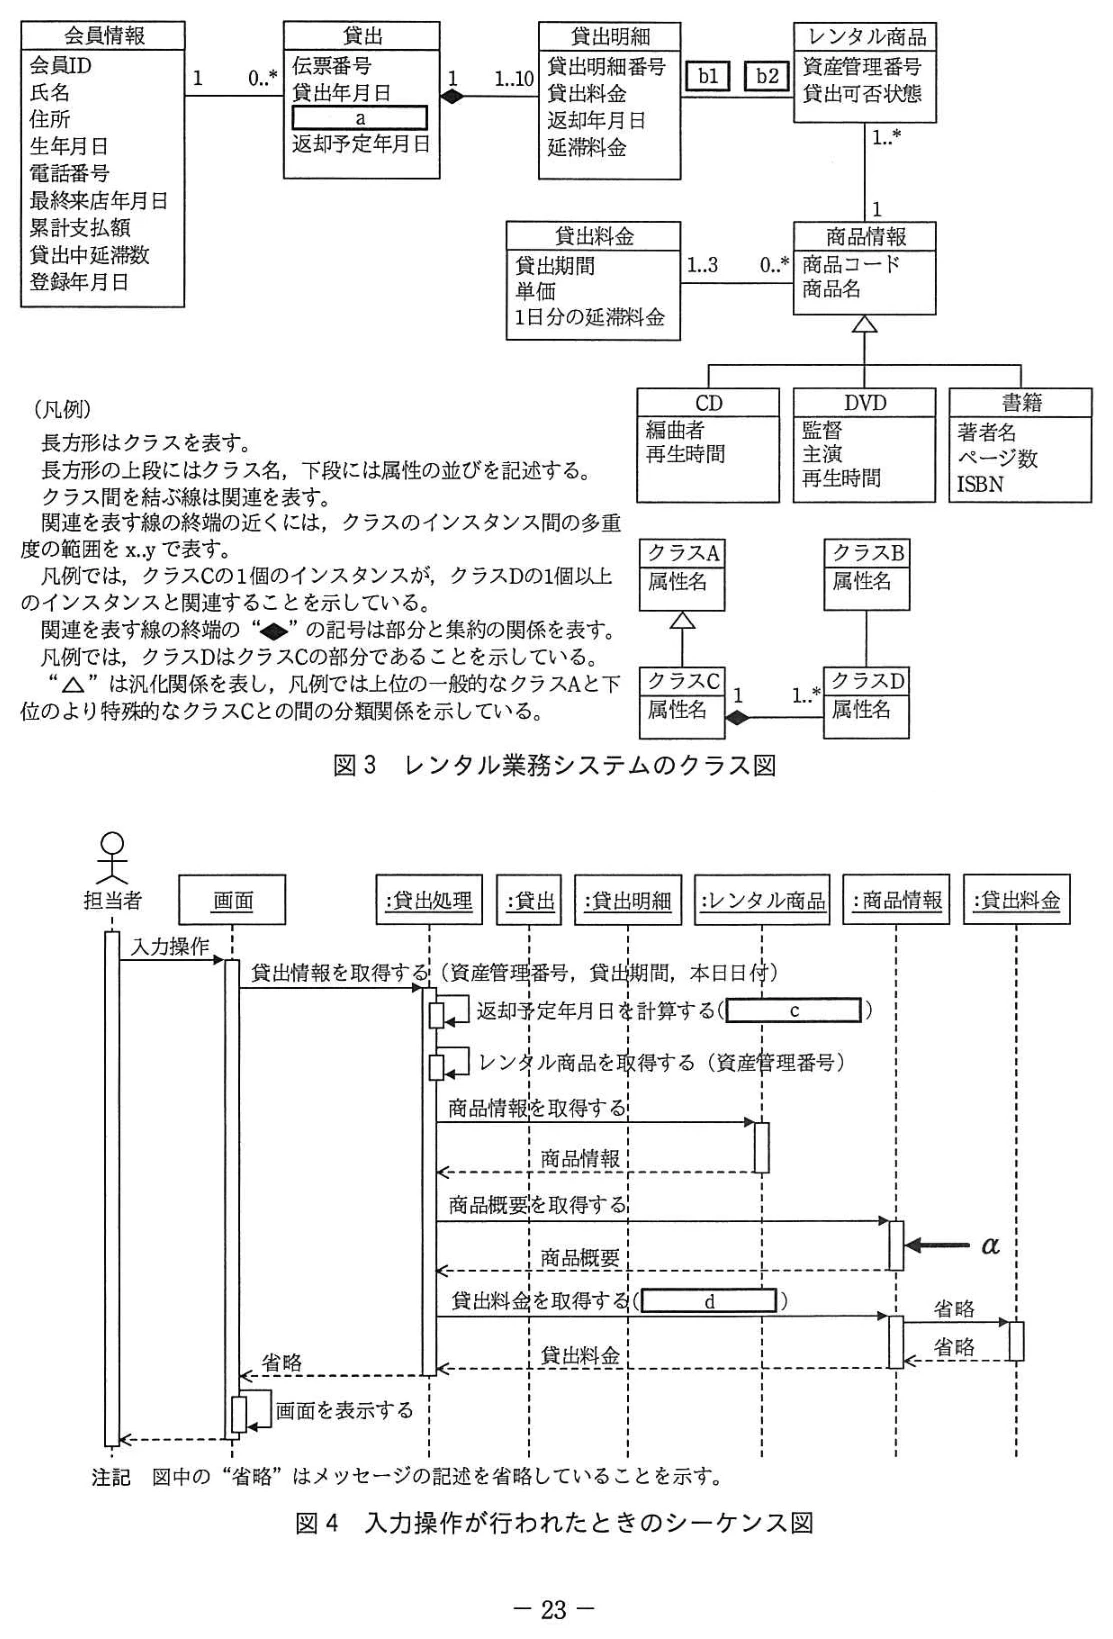 会員情報
会員ID
氏名
住所
生年月日
電話番号
最終来店年月日
累計支払額
貸出中延滞数
登録年月日
1 0..*
貸出
伝票番号
貸出年月日
a
返却予定年月日
1 1..10
貸出明細
貸出明細番号
貸出料金
返却年月日
延滞料金
b1 b2
レンタル商品
資産管理番号
貸出可否状態
1..*
1
貸出料金
貸出期間
単価
1日分の延滞料金
1..3 0..*
商品情報
商品コード
商品名
CD
編曲者
再生時間
DVD
監督
主演
再生時間
書籍
著者名
ページ数
ISBN
（凡例）
長方形はクラスを表す。
長方形の上段にはクラス名，下段には属性の並びを記述する。
クラス間を結ぶ線は関連を表す。
関連を表す線の終端の近くには，クラスのインスタンス間の多重
度の範囲を x..y で表す。
凡例では，クラスCの1個のインスタンスが，クラスDの1個以上
のインスタンスと関連することを示している。
関連を表す線の終端の“◆”の記号は部分と集約の関係を表す。
凡例では，クラスDはクラスCの部分であることを示している。
“△”は汎化関係を表し，凡例では上位の一般的なクラスAと下
位のより特殊的なクラスCとの間の分類関係を示している。
クラスA
属性名
クラスB
属性名
クラスC
属性名
1 1..*
クラスD
属性名
図3 レンタル業務システムのクラス図
担当者
画面
:貸出処理
:貸出
:貸出明細
:レンタル商品
:商品情報
:貸出料金
入力操作
貸出情報を取得する（資産管理番号，貸出期間，本日日付）
返却予定年月日を計算する( c )
レンタル商品を取得する（資産管理番号）
商品情報を取得する
商品情報
商品概要を取得する
α
商品概要
貸出料金を取得する( d )
省略
省略
貸出料金
省略
画面を表示する
注記 図中の“省略”はメッセージの記述を省略していることを示す。
図4 入力操作が行われたときのシーケンス図
－ 23 －